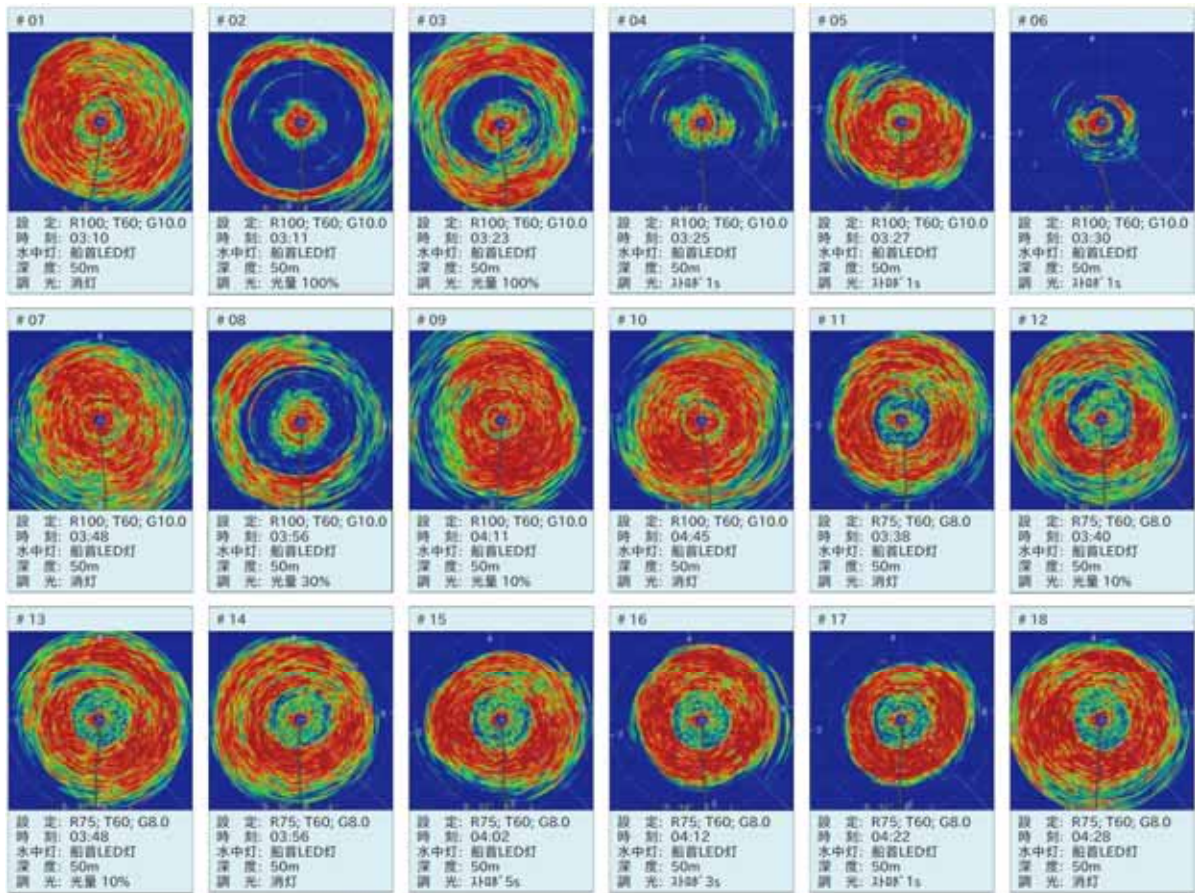 # 01
設 定: R100; T60; G10.0
時 刻: 03:10
水中灯: 船首LED灯
深 度: 50m
調 光: 消灯
# 02
設 定: R100; T60; G10.0
時 刻: 03:11
水中灯: 船首LED灯
深 度: 50m
調 光: 光量 100%
# 03
設 定: R100; T60; G10.0
時 刻: 03:23
水中灯: 船首LED灯
深 度: 50m
調 光: 光量 100%
# 04
設 定: R100; T60; G10.0
時 刻: 03:25
水中灯: 船首LED灯
深 度: 50m
調 光: ｽﾄﾛﾎﾞ 1s
# 05
設 定: R100; T60; G10.0
時 刻: 03:27
水中灯: 船首LED灯
深 度: 50m
調 光: ｽﾄﾛﾎﾞ 1s
# 06
設 定: R100; T60; G10.0
時 刻: 03:30
水中灯: 船首LED灯
深 度: 50m
調 光: ｽﾄﾛﾎﾞ 1s
# 07
設 定: R100; T60; G10.0
時 刻: 03:48
水中灯: 船首LED灯
深 度: 50m
調 光: 消灯
# 08
設 定: R100; T60; G10.0
時 刻: 03:56
水中灯: 船首LED灯
深 度: 50m
調 光: 光量 30%
# 09
設 定: R100; T60; G10.0
時 刻: 04:11
水中灯: 船首LED灯
深 度: 50m
調 光: 光量 10%
# 10
設 定: R100; T60; G10.0
時 刻: 04:45
水中灯: 船首LED灯
深 度: 50m
調 光: 消灯
# 11
設 定: R75; T60; G8.0
時 刻: 03:38
水中灯: 船首LED灯
深 度: 50m
調 光: 消灯
# 12
設 定: R75; T60; G8.0
時 刻: 03:40
水中灯: 船首LED灯
深 度: 50m
調 光: 光量 10%
# 13
設 定: R75; T60; G8.0
時 刻: 03:48
水中灯: 船首LED灯
深 度: 50m
調 光: 光量 10%
# 14
設 定: R75; T60; G8.0
時 刻: 03:56
水中灯: 船首LED灯
深 度: 50m
調 光: 消灯
# 15
設 定: R75; T60; G8.0
時 刻: 04:02
水中灯: 船首LED灯
深 度: 50m
調 光: ｽﾄﾛﾎﾞ 5s
# 16
設 定: R75; T60; G8.0
時 刻: 04:12
水中灯: 船首LED灯
深 度: 50m
調 光: ｽﾄﾛﾎﾞ 3s
# 17
設 定: R75; T60; G8.0
時 刻: 04:22
水中灯: 船首LED灯
深 度: 50m
調 光: ｽﾄﾛﾎﾞ 1s
# 18
設 定: R75; T60; G8.0
時 刻: 04:28
水中灯: 船首LED灯
深 度: 50m
調 光: 消灯